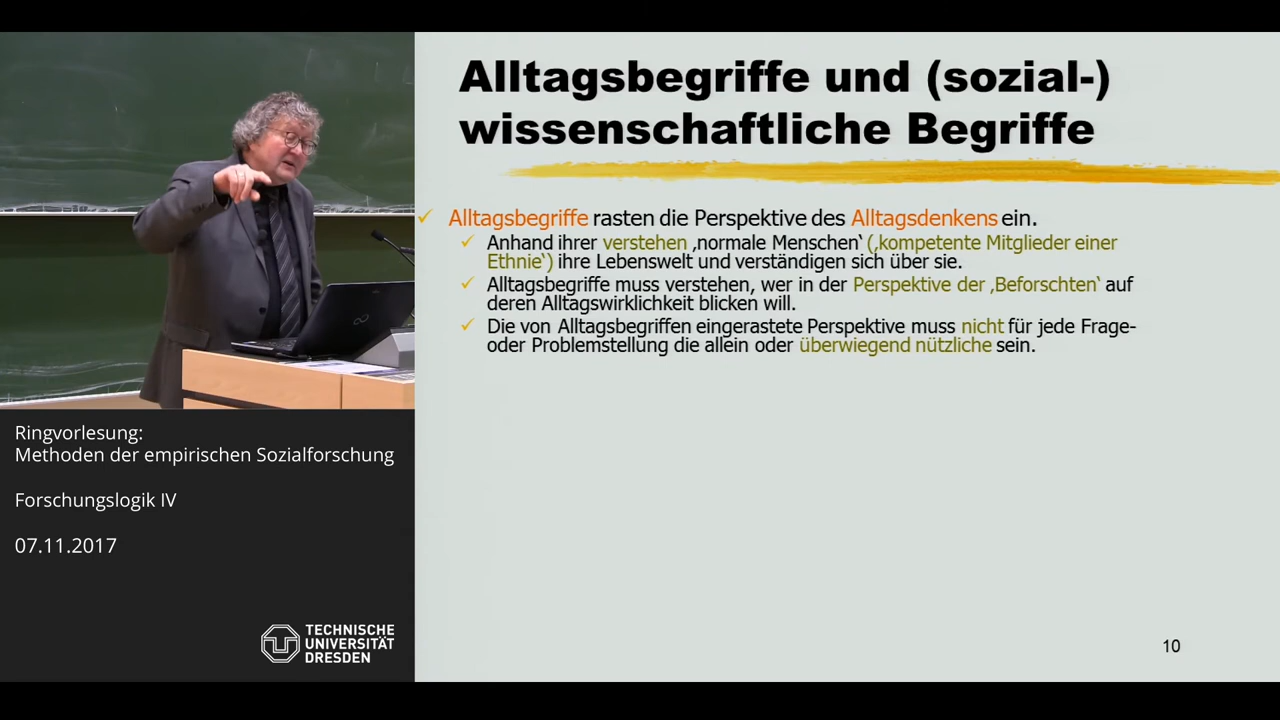 Alltagsbegriffe und (sozial-)
wissenschaftliche Begriffe
Alltagsbegriffe rasten die Perspektive des Alltagsdenkens ein.
Anhand ihrer verstehen ‚normale Menschen‘ (‚kompetente Mitglieder einer
Ethnie‘) ihre Lebenswelt und verständigen sich über sie.
Alltagsbegriffe muss verstehen, wer in der Perspektive der ‚Beforschten‘ auf
deren Alltagswirklichkeit blicken will.
Die von Alltagsbegriffen eingerastete Perspektive muss nicht für jede Frage-
oder Problemstellung die allein oder überwiegend nützliche sein.
10
Ringvorlesung:
Methoden der empirischen Sozialforschung
Forschungslogik IV
07.11.2017
TECHNISCHE
UNIVERSITÄT
DRESDEN